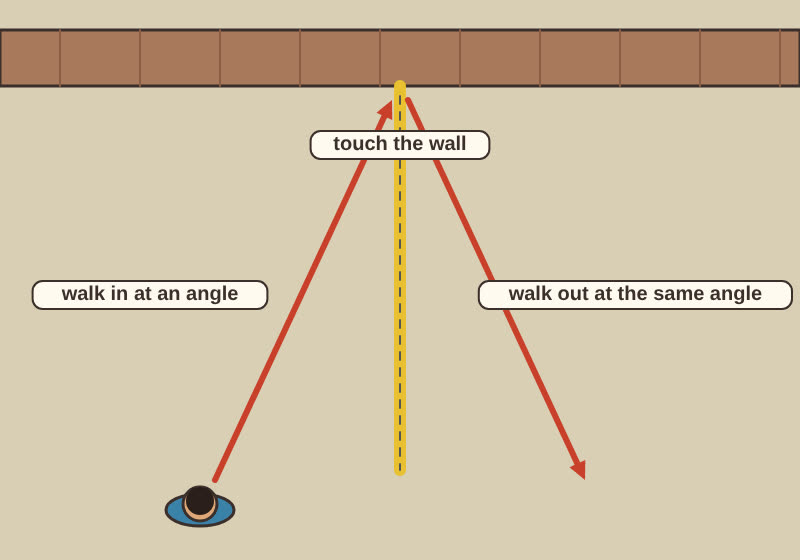 touch the wall
walk in at an angle
walk out at the same angle